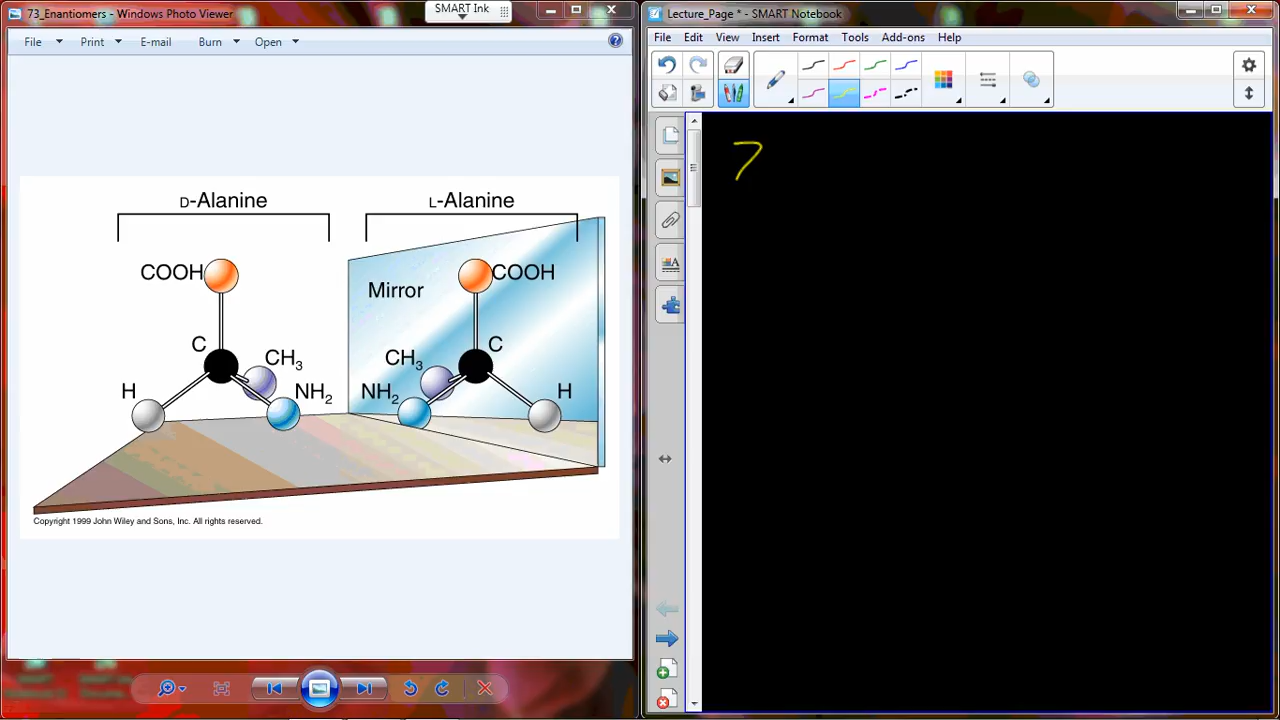 73_Enantiomers - Windows Photo Viewer
SMART Ink
File Print E-mail Burn Open
D-Alanine
L-Alanine
COOH
COOH
Mirror
C
C
CH3
CH3
H
NH2
NH2
H
Copyright 1999 John Wiley and Sons, Inc. All rights reserved.
Lecture_Page * - SMART Notebook
File Edit View Insert Format Tools Add-ons Help
7